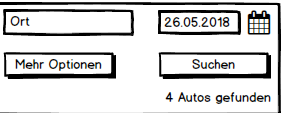 Ort 26.05.2018
Mehr Optionen Suchen
4 Autos gefunden